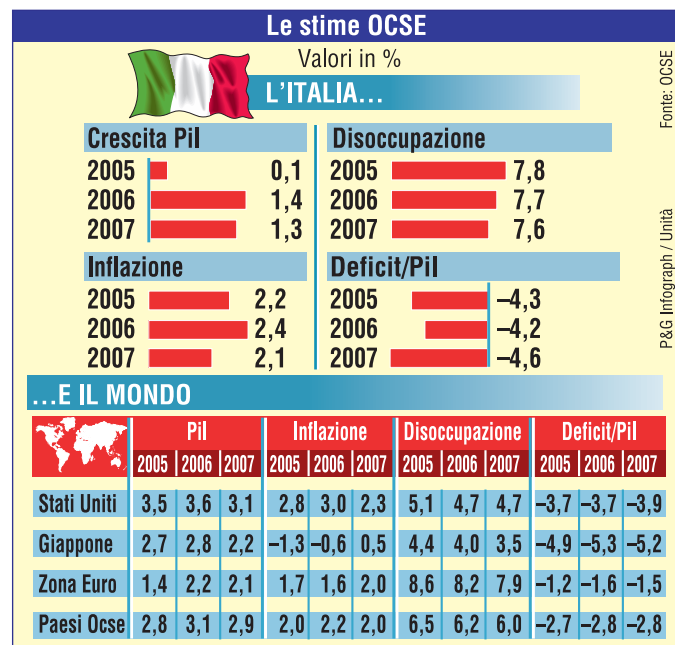 Le stime OCSE
Valori in %
L'ITALIA...
Crescita Pil
2005 0,1
2006 1,4
2007 1,3
Disoccupazione
2005 7,8
2006 7,7
2007 7,6
Inflazione
2005 2,2
2006 2,4
2007 2,1
Deficit/Pil
2005 –4,3
2006 –4,2
2007 –4,6
...E IL MONDO
Pil Inflazione Disoccupazione Deficit/Pil
2005 2006 2007 2005 2006 2007 2005 2006 2007 2005 2006 2007
Stati Uniti 3,5 3,6 3,1 2,8 3,0 2,3 5,1 4,7 4,7 –3,7 –3,7 –3,9
Giappone 2,7 2,8 2,2 –1,3 –0,6 0,5 4,4 4,0 3,5 –4,9 –5,3 –5,2
Zona Euro 1,4 2,2 2,1 1,7 1,6 2,0 8,6 8,2 7,9 –1,2 –1,6 –1,5
Paesi Ocse 2,8 3,1 2,9 2,0 2,2 2,0 6,5 6,2 6,0 –2,7 –2,8 –2,8
Fonte: OCSE
P&G Infograph / Unità